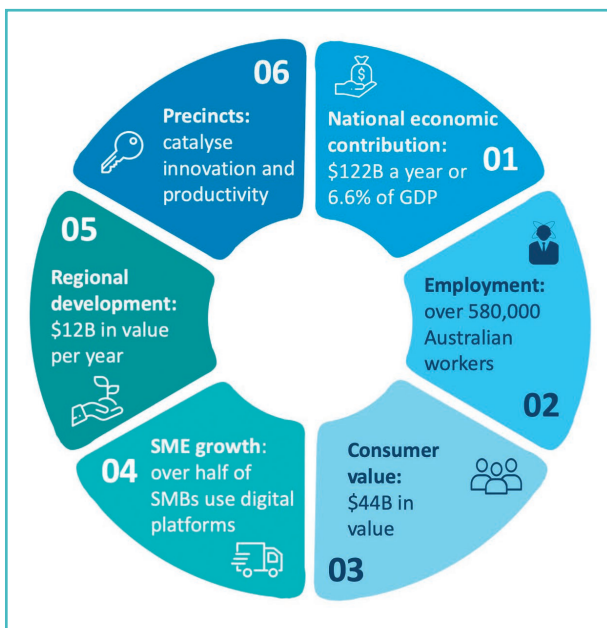 01
National economic
contribution:
$122B a year or
6.6% of GDP
02
Employment:
over 580,000
Australian
workers
03
Consumer
value:
$44B in
value
04
SME growth:
over half of
SMBs use digital
platforms
05
Regional
development:
$12B in value
per year
06
Precincts:
catalyse
innovation and
productivity